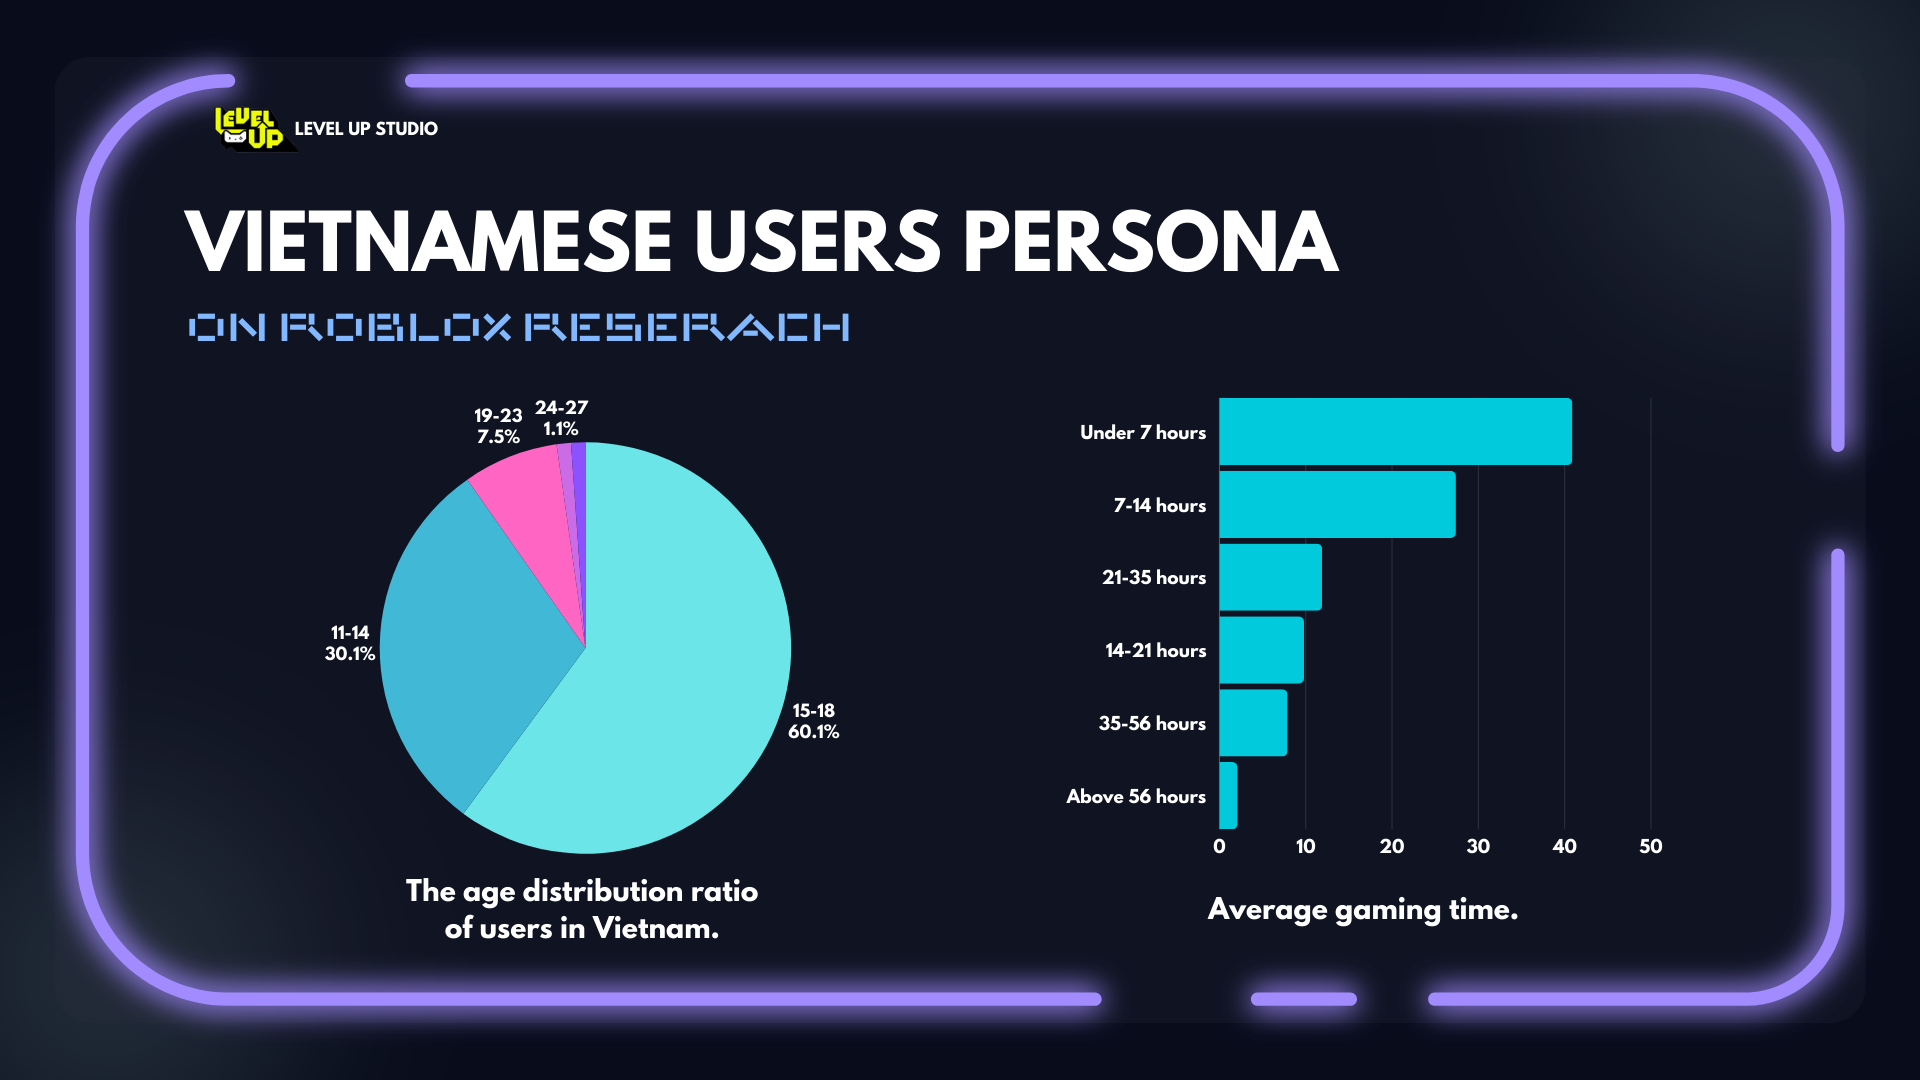 LEVEL UP
LEVEL UP STUDIO
VIETNAMESE USERS PERSONA
ON ROBLOX RESERACH
19-23
7.5%
24-27
1.1%
11-14
30.1%
15-18
60.1%
The age distribution ratio
of users in Vietnam.
Under 7 hours
7-14 hours
21-35 hours
14-21 hours
35-56 hours
Above 56 hours
0 10 20 30 40 50
Average gaming time.